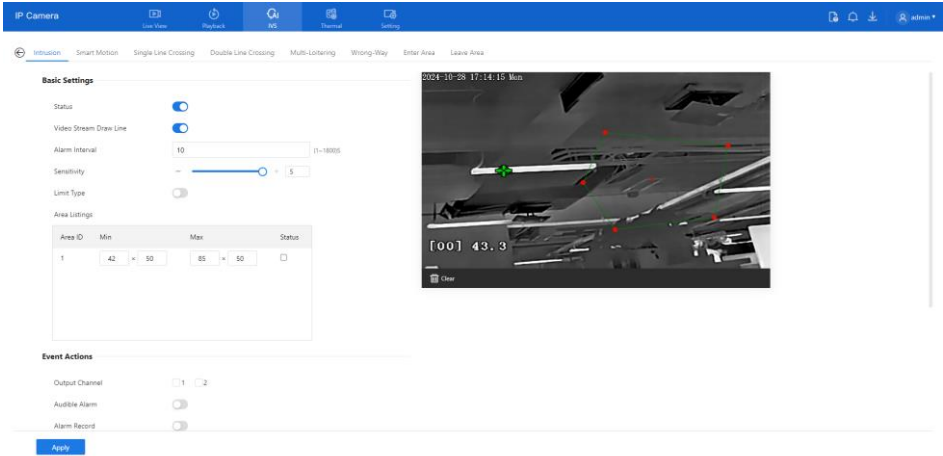 IP Camera
Live View Playback IVS Thermal Setting
admin
Intrusion Smart Motion Single Line Crossing Double Line Crossing Multi-Loitering Wrong-Way Enter Area Leave Area
Basic Settings
2024-10-28 17:14:15 Mon
Status
Video Stream Draw Line
Alarm Interval 10 (1~1800)S
Sensitivity − + 5
Limit Type
Area Listings
Area ID Min Max Status
1 42 × 50 85 × 50
[00] 43.3
Clear
Event Actions
Output Channel 1 2
Audible Alarm
Alarm Record
Apply